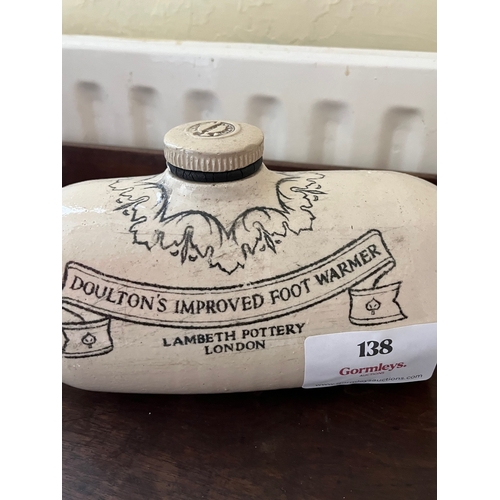 DOULTON'S IMPROVED FOOT WARMER
LAMBETH POTTERY
LONDON
138
Gormleys.